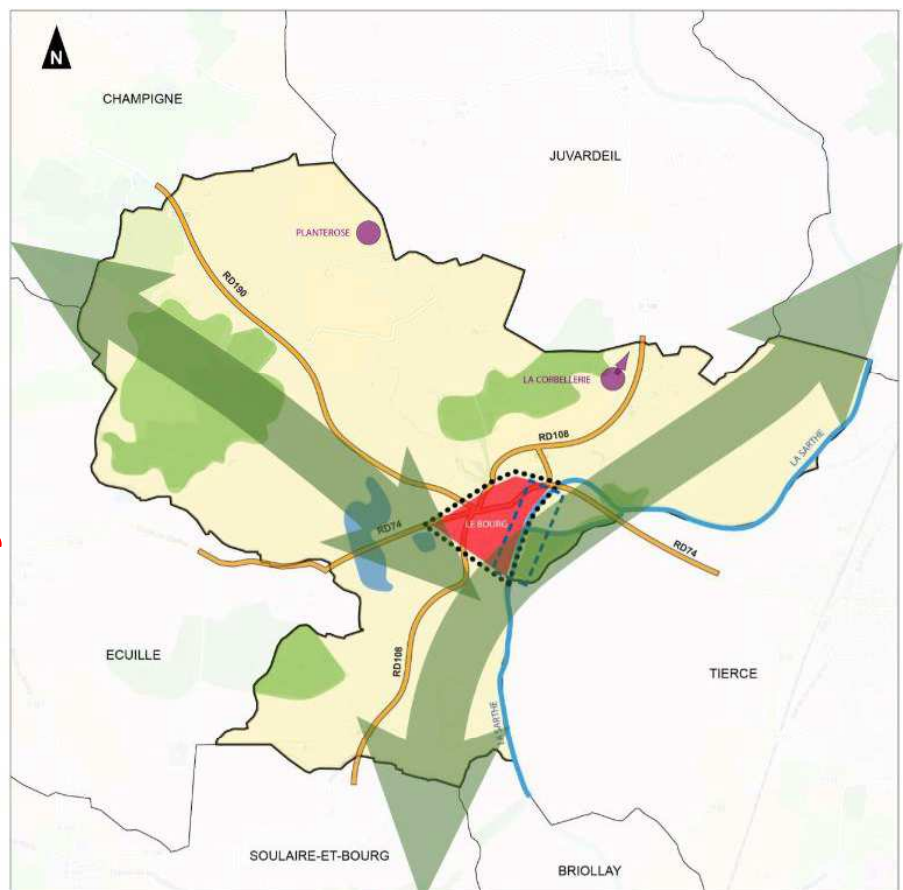 N
CHAMPIGNE
JUVARDEIL
PLANTEROSE
RD190
LA CORBELLERIE
RD108
LA SARTHE
LE BOURG
RD74
RD74
ECUILLE
RD108
TIERCE
LA SARTHE
SOULAIRE-ET-BOURG
BRIOLLAY